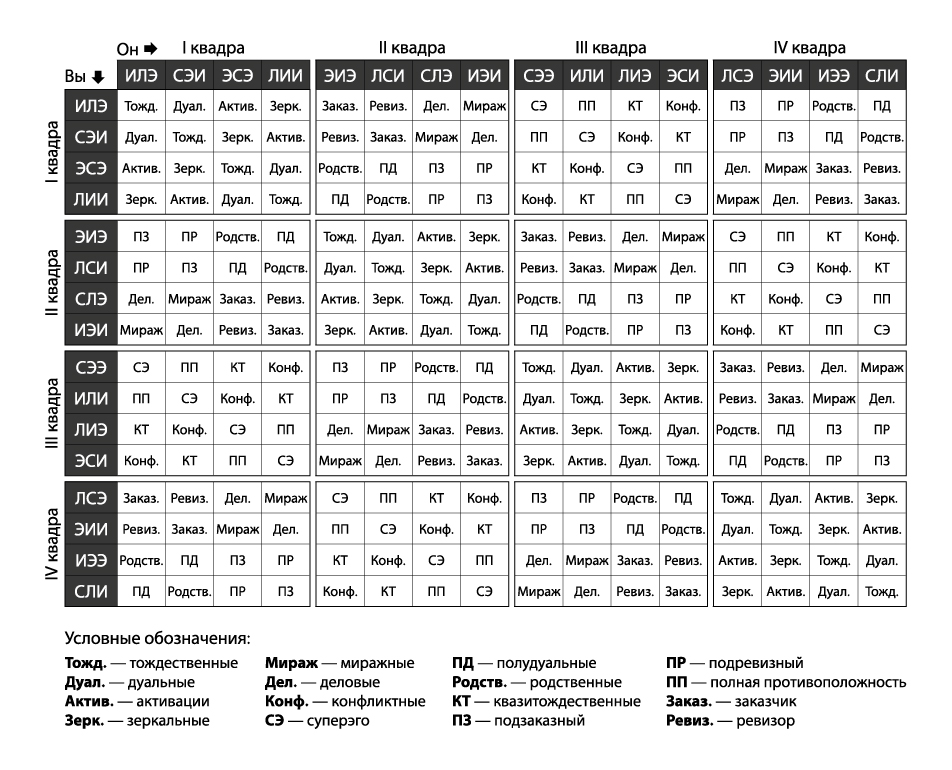 Он → I квадра II квадра III квадра IV квадра
Вы ↓ ИЛЭ СЭИ ЭСЭ ЛИИ ЭИЭ ЛСИ СЛЭ ИЭИ СЭЭ ИЛИ ЛИЭ ЭСИ ЛСЭ ЭИИ ИЭЭ СЛИ
I квадра
ИЛЭ Тожд. Дуал. Актив. Зерк. Заказ. Ревиз. Дел. Мираж СЭ ПП КТ Конф. ПЗ ПР Родств. ПД
СЭИ Дуал. Тожд. Зерк. Актив. Ревиз. Заказ. Мираж Дел. ПП СЭ Конф. КТ ПР ПЗ ПД Родств.
ЭСЭ Актив. Зерк. Тожд. Дуал. Родств. ПД ПЗ ПР КТ Конф. СЭ ПП Дел. Мираж Заказ. Ревиз.
ЛИИ Зерк. Актив. Дуал. Тожд. ПД Родств. ПР ПЗ Конф. КТ ПП СЭ Мираж Дел. Ревиз. Заказ.
II квадра
ЭИЭ ПЗ ПР Родств. ПД Тожд. Дуал. Актив. Зерк. Заказ. Ревиз. Дел. Мираж СЭ ПП КТ Конф.
ЛСИ ПР ПЗ ПД Родств. Дуал. Тожд. Зерк. Актив. Ревиз. Заказ. Мираж Дел. ПП СЭ Конф. КТ
СЛЭ Дел. Мираж Заказ. Ревиз. Актив. Зерк. Тожд. Дуал. Родств. ПД ПЗ ПР КТ Конф. СЭ ПП
ИЭИ Мираж Дел. Ревиз. Заказ. Зерк. Актив. Дуал. Тожд. ПД Родств. ПР ПЗ Конф. КТ ПП СЭ
III квадра
СЭЭ СЭ ПП КТ Конф. ПЗ ПР Родств. ПД Тожд. Дуал. Актив. Зерк. Заказ. Ревиз. Дел. Мираж
ИЛИ ПП СЭ Конф. КТ ПР ПЗ ПД Родств. Дуал. Тожд. Зерк. Актив. Ревиз. Заказ. Мираж Дел.
ЛИЭ КТ Конф. СЭ ПП Дел. Мираж Заказ. Ревиз. Актив. Зерк. Тожд. Дуал. Родств. ПД ПЗ ПР
ЭСИ Конф. КТ ПП СЭ Мираж Дел. Ревиз. Заказ. Зерк. Актив. Дуал. Тожд. ПД Родств. ПР ПЗ
IV квадра
ЛСЭ Заказ. Ревиз. Дел. Мираж СЭ ПП КТ Конф. ПЗ ПР Родств. ПД Тожд. Дуал. Актив. Зерк.
ЭИИ Ревиз. Заказ. Мираж Дел. ПП СЭ Конф. КТ ПР ПЗ ПД Родств. Дуал. Тожд. Зерк. Актив.
ИЭЭ Родств. ПД ПЗ ПР КТ Конф. СЭ ПП Дел. Мираж Заказ. Ревиз. Актив. Зерк. Тожд. Дуал.
СЛИ ПД Родств. ПР ПЗ Конф. КТ ПП СЭ Мираж Дел. Ревиз. Заказ. Зерк. Актив. Дуал. Тожд.
Условные обозначения:
Тожд. — тождественные Мираж — миражные ПД — полудуальные ПР — подревизный
Дуал. — дуальные Дел. — деловые Родств. — родственные ПП — полная противоположность
Актив. — активации Конф. — конфликтные КТ — квазитождественные Заказ. — заказчик
Зерк. — зеркальные СЭ — суперэго ПЗ — подзаказный Ревиз. — ревизор